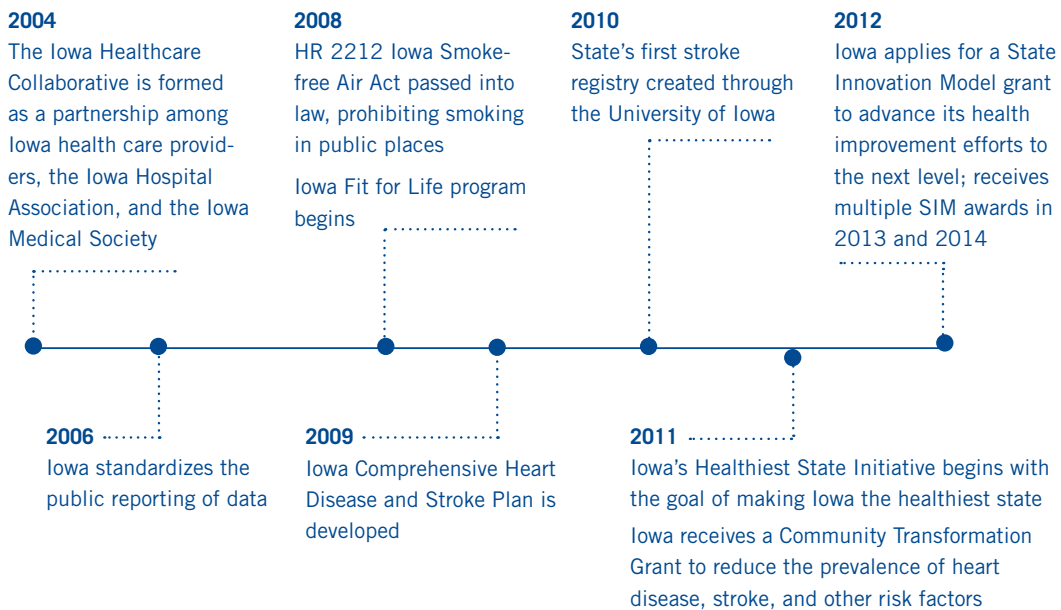 2004
The Iowa Healthcare
Collaborative is formed
as a partnership among
Iowa health care provid-
ers, the Iowa Hospital
Association, and the Iowa
Medical Society
2008
HR 2212 Iowa Smoke-
free Air Act passed into
law, prohibiting smoking
in public places
Iowa Fit for Life program
begins
2010
State's first stroke
registry created through
the University of Iowa
2012
Iowa applies for a State
Innovation Model grant
to advance its health
improvement efforts to
the next level; receives
multiple SIM awards in
2013 and 2014
2006
Iowa standardizes the
public reporting of data
2009
Iowa Comprehensive Heart
Disease and Stroke Plan is
developed
2011
Iowa's Healthiest State Initiative begins with
the goal of making Iowa the healthiest state
Iowa receives a Community Transformation
Grant to reduce the prevalence of heart
disease, stroke, and other risk factors